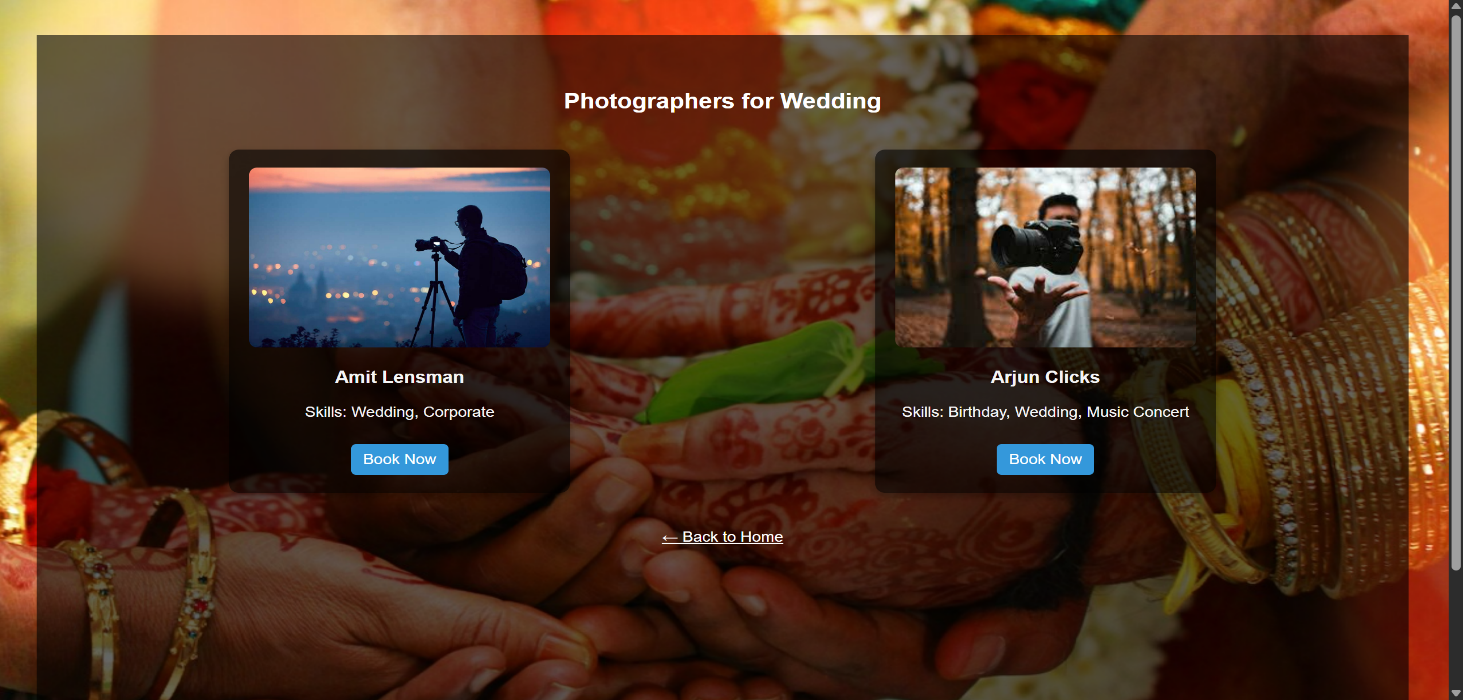 Photographers for Wedding
Amit Lensman
Skills: Wedding, Corporate
Book Now
Arjun Clicks
Skills: Birthday, Wedding, Music Concert
Book Now
← Back to Home